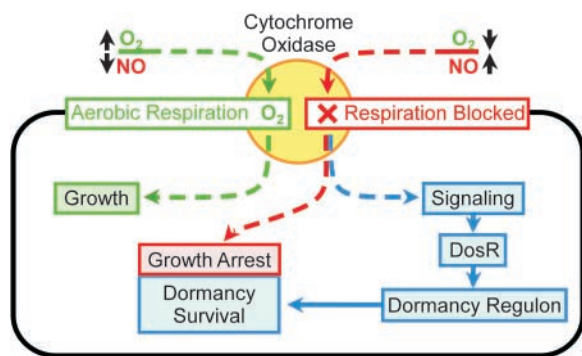 Cytochrome
Oxidase
O₂
NO
O₂
NO
Aerobic Respiration O₂
Respiration Blocked
Growth
Signaling
DosR
Growth Arrest
Dormancy
Survival
Dormancy Regulon